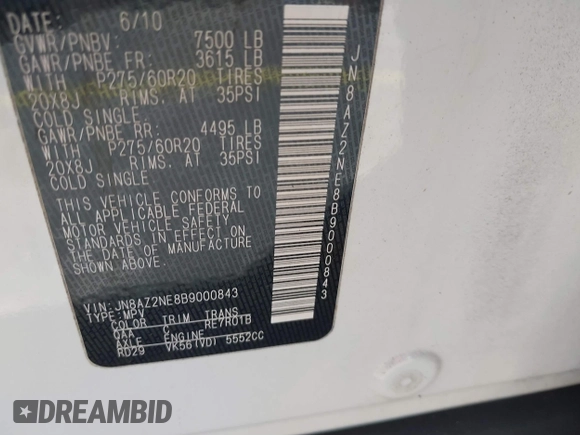 DATE: 6/10
GVWR/PNBV: 7500 LB
GAWR/PNBE FR: 3615 LB
WITH P275/60R20 TIRES
20X8J RIMS. AT 35PSI
COLD SINGLE
GAWR/PNBE RR: 4495 LB
WITH P275/60R20 TIRES
20X8J RIMS. AT 35PSI
COLD SINGLE
THIS VEHICLE CONFORMS TO
ALL APPLICABLE FEDERAL
MOTOR VEHICLE SAFETY
STANDARDS IN EFFECT ON
THE DATE OF MANUFACTURE
SHOWN ABOVE.
VIN: JN8AZ2NE8B9000843
TYPE: MPV
COLOR TRIM TRANS
QAA C RE7R01B
AXLE ENGINE
RD29 VK56(VD) 5552CC
JN8AZ2NE8B9000843
DREAMBID